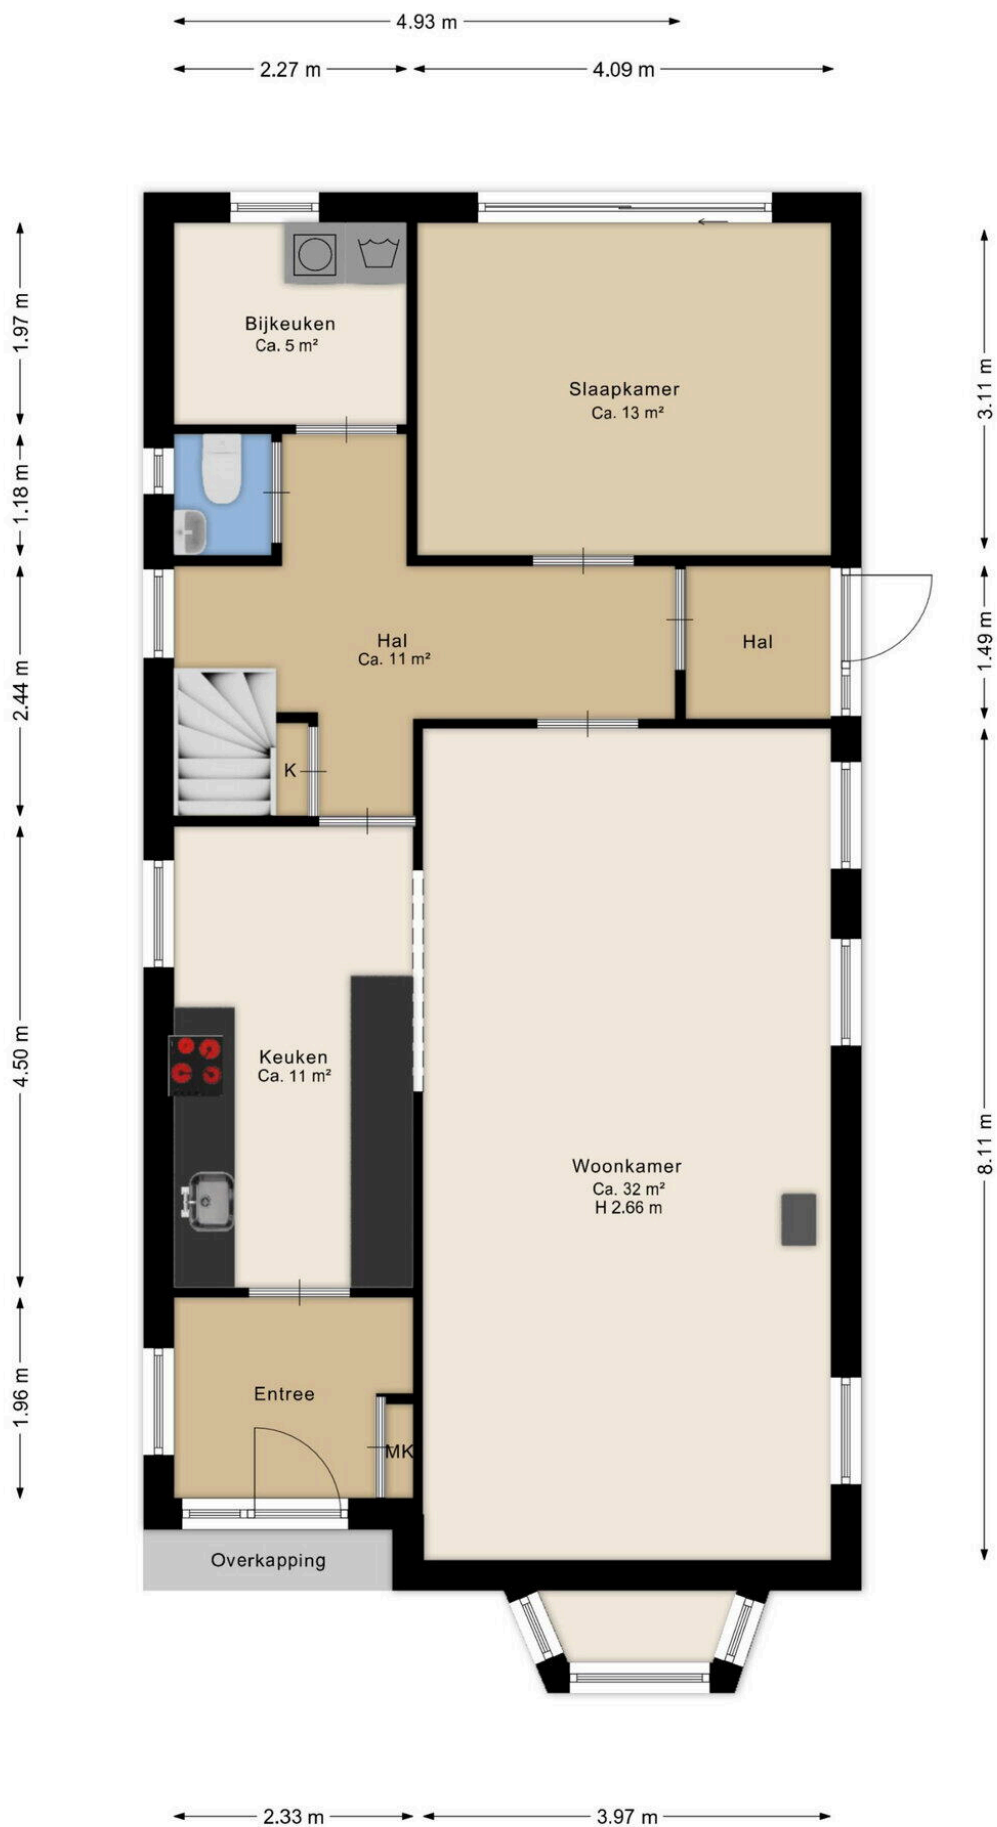 4.93 m
2.27 m
4.09 m
1.97 m
Bijkeuken
Ca. 5 m²
3.11 m
Slaapkamer
Ca. 13 m²
1.18 m
2.44 m
Hal
Ca. 11 m²
Hal
1.49 m
K
4.50 m
Keuken
Ca. 11 m²
Woonkamer
Ca. 32 m²
H 2.66 m
8.11 m
1.96 m
Entree
MK
Overkapping
2.33 m
3.97 m